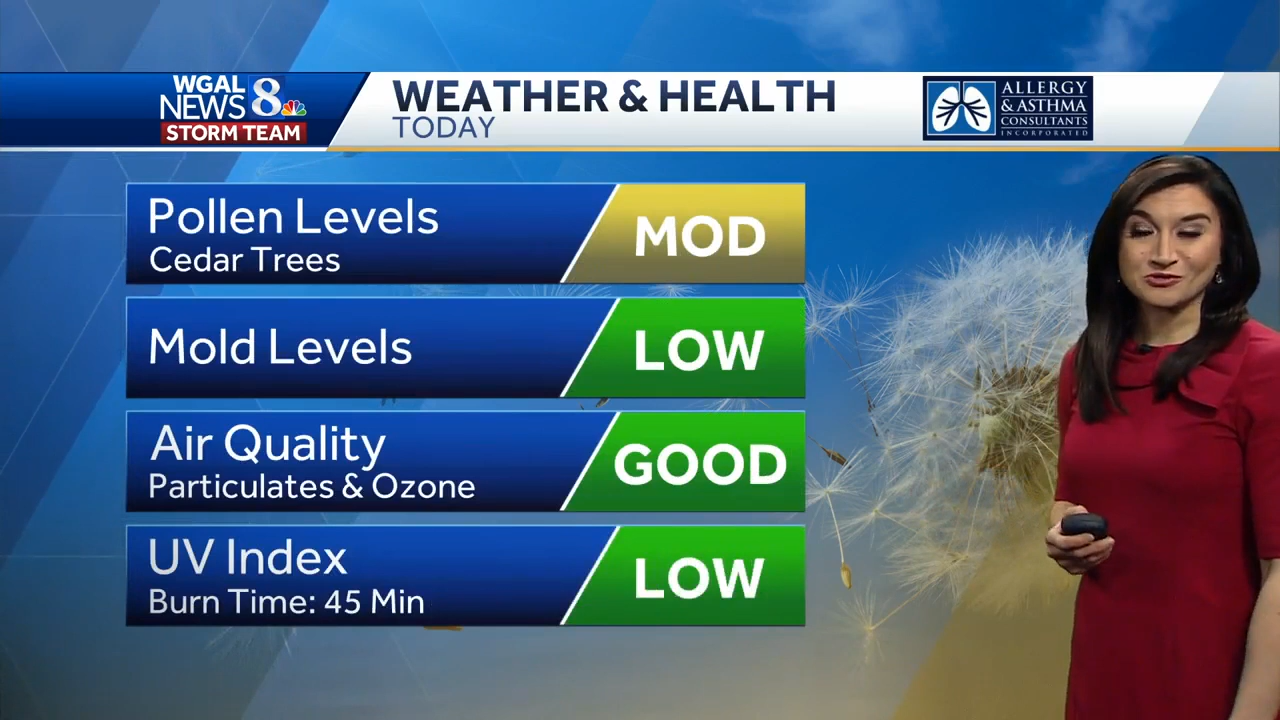 WGAL
NEWS 8
STORM TEAM
WEATHER & HEALTH
TODAY
ALLERGY
& ASTHMA
CONSULTANTS
INCORPORATED
Pollen Levels
Cedar Trees
MOD
Mold Levels
LOW
Air Quality
Particulates & Ozone
GOOD
UV Index
Burn Time: 45 Min
LOW